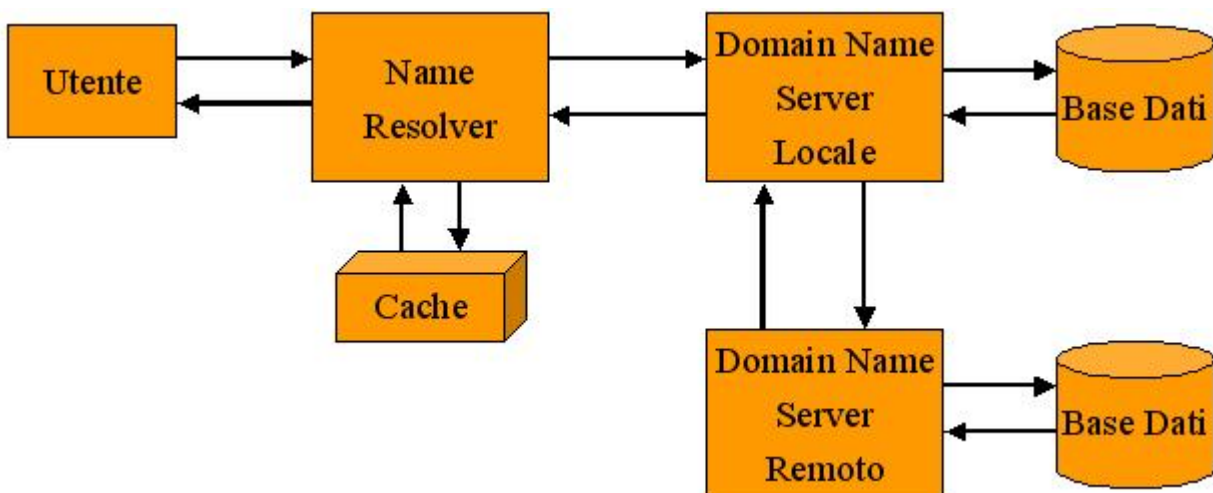 Utente
Name
Resolver
Domain Name
Server
Locale
Base Dati
Cache
Domain Name
Server
Remoto
Base Dati